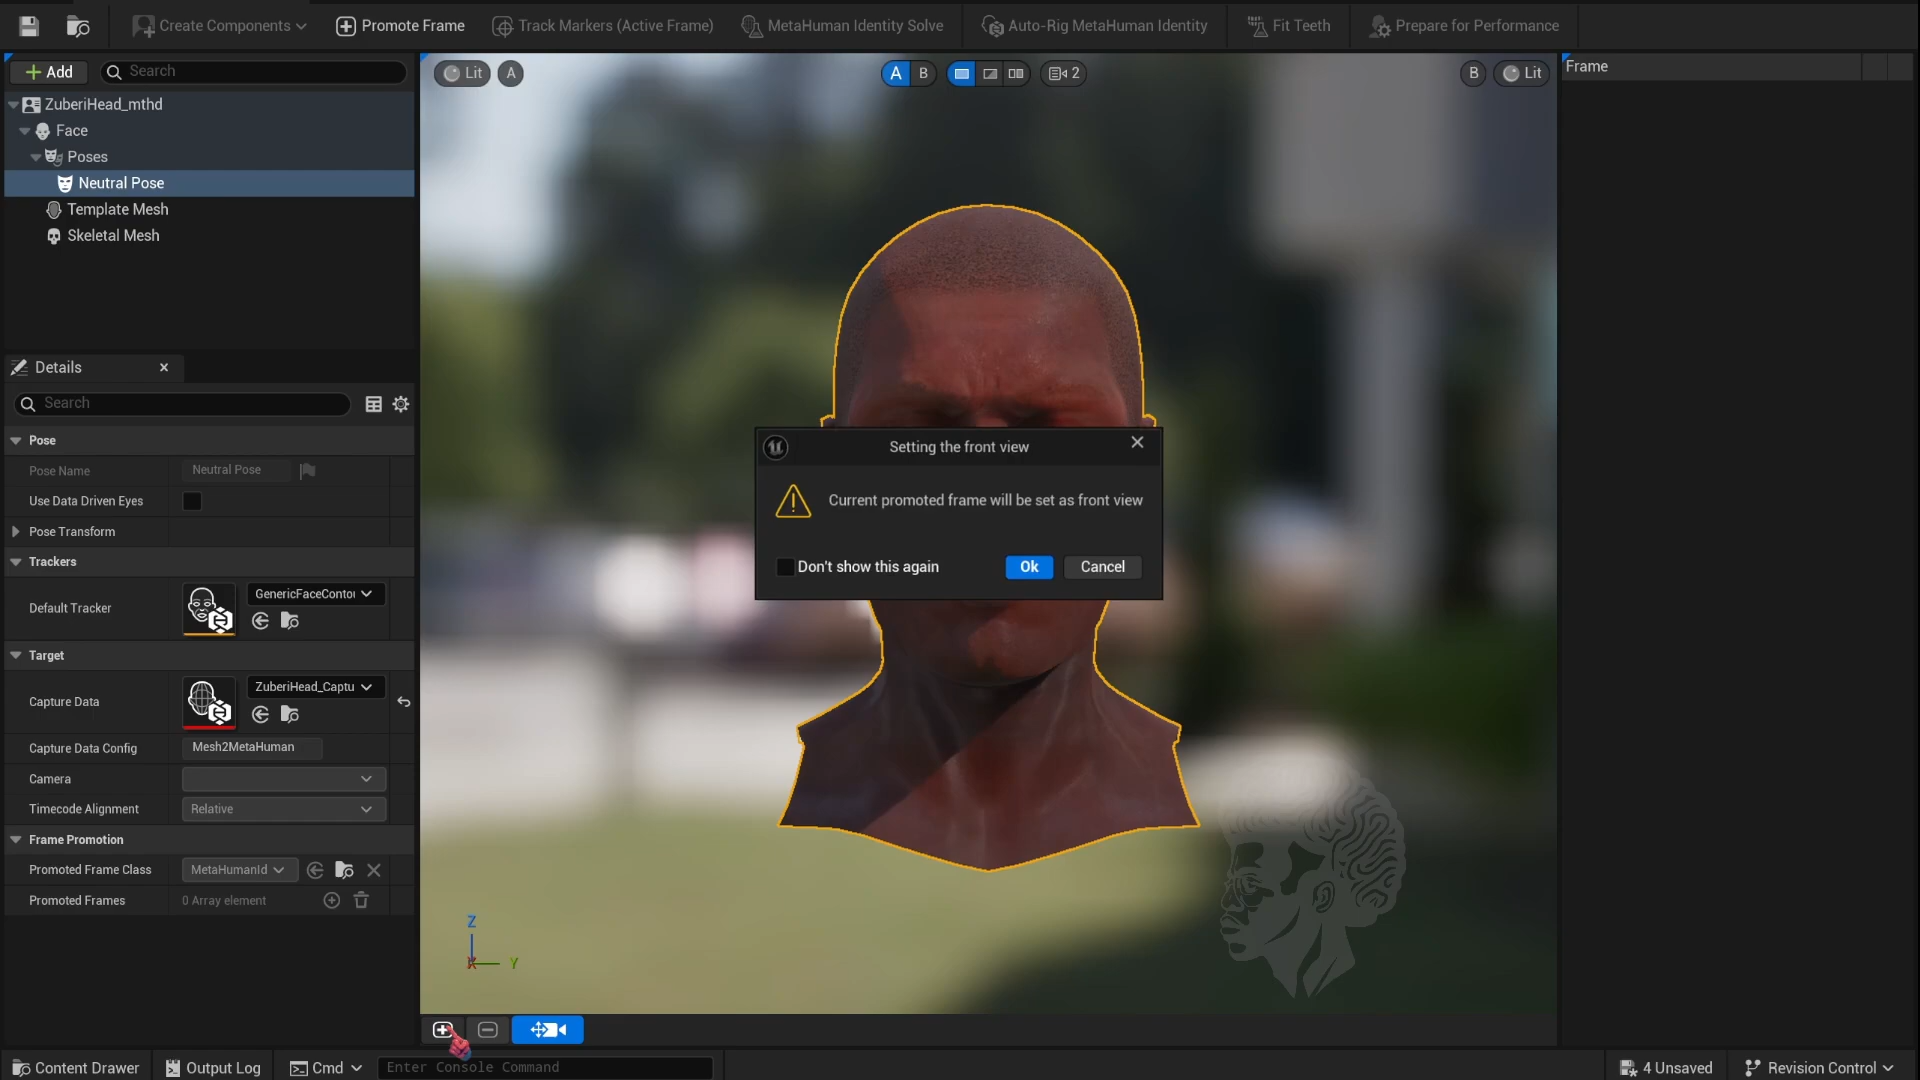 Create Components
Promote Frame
Track Markers (Active Frame)
MetaHuman Identity Solve
Auto-Rig MetaHuman Identity
Fit Teeth
Prepare for Performance
Add
Search
Lit
A
A
B
2
B
Lit
Frame
ZuberiHead_mthd
Face
Poses
Neutral Pose
Template Mesh
Skeletal Mesh
Details
Search
Pose
Pose Name
Neutral Pose
Use Data Driven Eyes
Pose Transform
Trackers
Default Tracker
GenericFaceContou
Target
Capture Data
ZuberiHead_Captu
Capture Data Config
Mesh2MetaHuman
Camera
Timecode Alignment
Relative
Frame Promotion
Promoted Frame Class
MetaHumanId
Promoted Frames
0 Array element
Setting the front view
Current promoted frame will be set as front view
Don't show this again
Ok
Cancel
Z
X
Y
Content Drawer
Output Log
Cmd
Enter Console Command
4 Unsaved
Revision Control